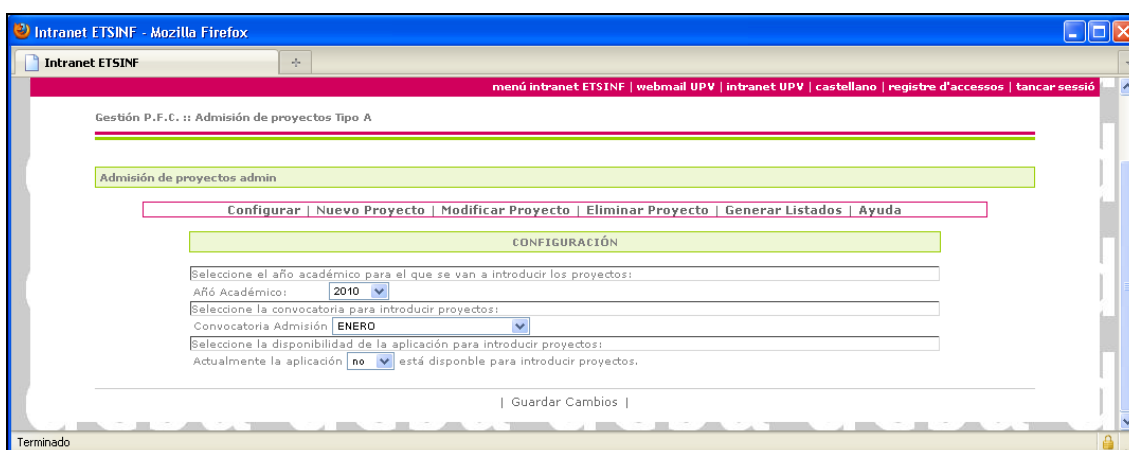 Intranet ETSINF - Mozilla Firefox
Intranet ETSINF
menú intranet ETSINF | webmail UPV | intranet UPV | castellano | registre d'accessos | tancar sessió
Gestión P.F.C. :: Admisión de proyectos Tipo A
Admisión de proyectos admin
Configurar | Nuevo Proyecto | Modificar Proyecto | Eliminar Proyecto | Generar Listados | Ayuda
CONFIGURACIÓN
Seleccione el año académico para el que se van a introducir los proyectos:
Añó Académico: 2010
Seleccione la convocatoria para introducir proyectos:
Convocatoria Admisión ENERO
Seleccione la disponibilidad de la aplicación para introducir proyectos:
Actualmente la aplicación no está disponble para introducir proyectos.
| Guardar Cambios |
Terminado